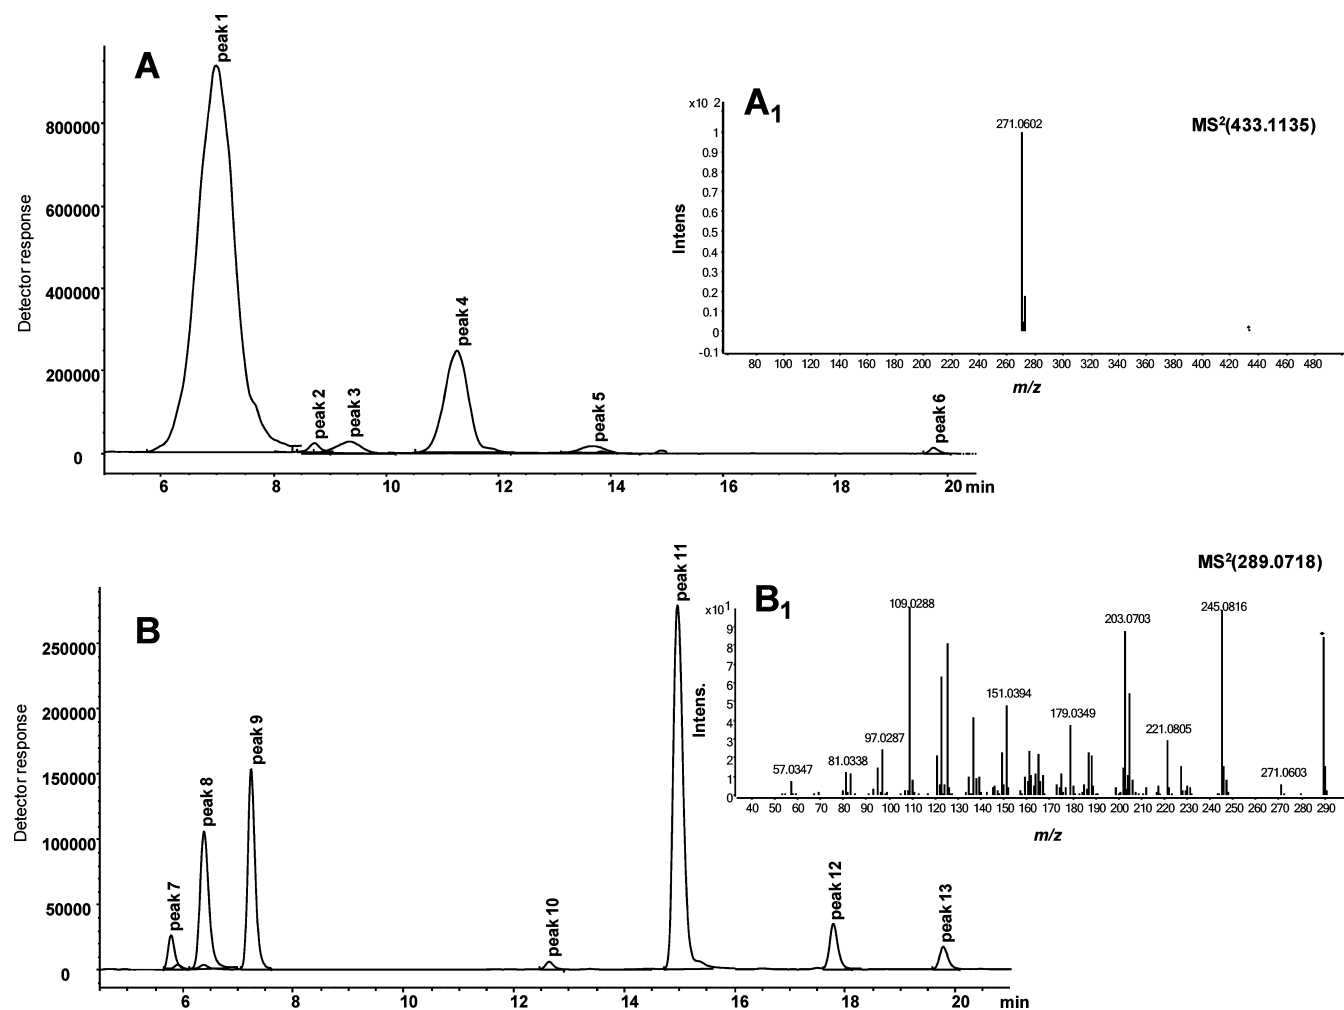 A
Detector response
800000
600000
400000
200000
0
peak 1
peak 2
peak 3
peak 4
peak 5
peak 6
6 8 10 12 14 16 18 20 min
A1
MS2(433.1135)
x10 2
Intens
1
0.9
0.8
0.7
0.6
0.5
0.4
0.3
0.2
0.1
0
-0.1
271.0602
80 100 120 140 160 180 200 220 240 260 280 300 320 340 360 380 400 420 440 460 480
m/z
B
Detector response
250000
200000
150000
100000
50000
0
peak 7
peak 8
peak 9
peak 10
peak 11
peak 12
peak 13
6 8 10 12 14 16 18 20 min
B1
MS2(289.0718)
x101
Intens.
9
8
7
6
5
4
3
2
1
0
57.0347
81.0338
97.0287
109.0288
151.0394
179.0349
203.0703
221.0805
245.0816
271.0603
40 50 60 70 80 90 100 110 120 130 140 150 160 170 180 190 200 210 220 230 240 250 260 270 280 290
m/z